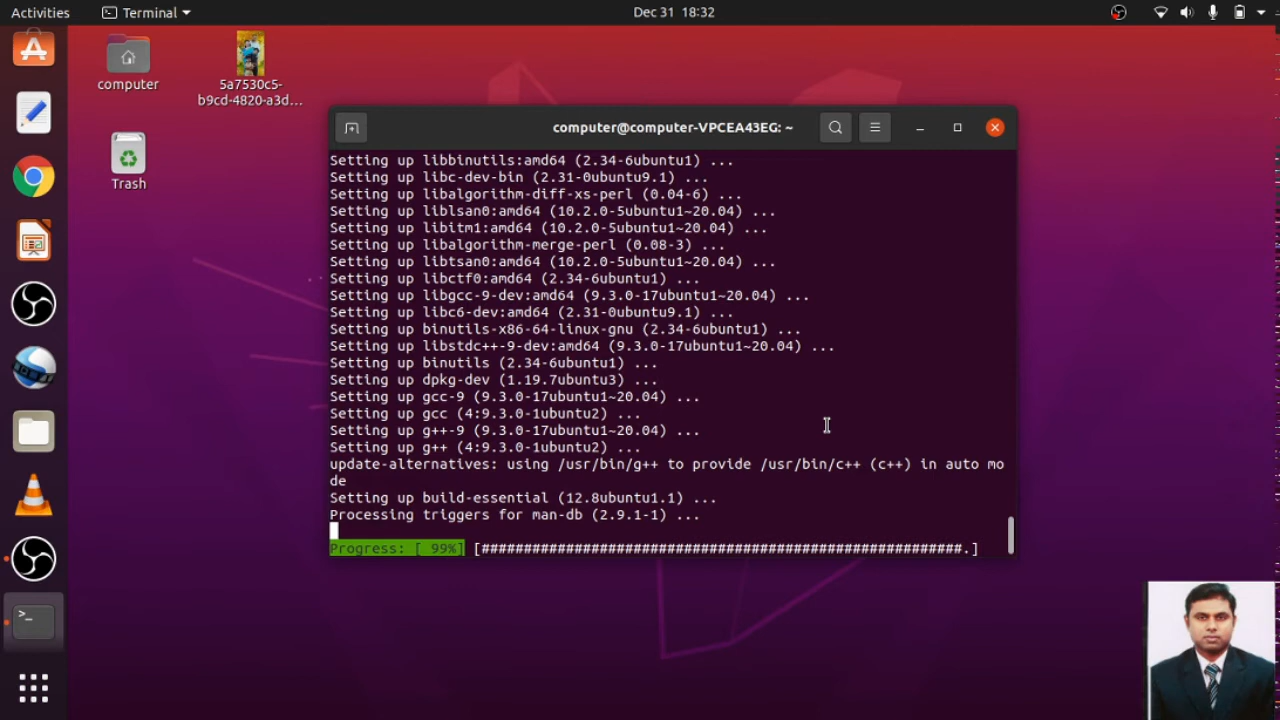 Activities
Terminal
Dec 31 18:32
computer
5a7530c5-
b9cd-4820-a3d...
Trash
computer@computer-VPCEA43EG: ~
Setting up libbinutils:amd64 (2.34-6ubuntu1) ...
Setting up libc-dev-bin (2.31-0ubuntu9.1) ...
Setting up libalgorithm-diff-xs-perl (0.04-6) ...
Setting up liblsan0:amd64 (10.2.0-5ubuntu1~20.04) ...
Setting up libitm1:amd64 (10.2.0-5ubuntu1~20.04) ...
Setting up libalgorithm-merge-perl (0.08-3) ...
Setting up libtsan0:amd64 (10.2.0-5ubuntu1~20.04) ...
Setting up libctf0:amd64 (2.34-6ubuntu1) ...
Setting up libgcc-9-dev:amd64 (9.3.0-17ubuntu1~20.04) ...
Setting up libc6-dev:amd64 (2.31-0ubuntu9.1) ...
Setting up binutils-x86-64-linux-gnu (2.34-6ubuntu1) ...
Setting up libstdc++-9-dev:amd64 (9.3.0-17ubuntu1~20.04) ...
Setting up binutils (2.34-6ubuntu1) ...
Setting up dpkg-dev (1.19.7ubuntu3) ...
Setting up gcc-9 (9.3.0-17ubuntu1~20.04) ...
Setting up gcc (4:9.3.0-1ubuntu2) ...
Setting up g++-9 (9.3.0-17ubuntu1~20.04) ...
Setting up g++ (4:9.3.0-1ubuntu2) ...
update-alternatives: using /usr/bin/g++ to provide /usr/bin/c++ (c++) in auto mo
de
Setting up build-essential (12.8ubuntu1.1) ...
Processing triggers for man-db (2.9.1-1) ...
Progress: [ 99%] [#########################################################.]